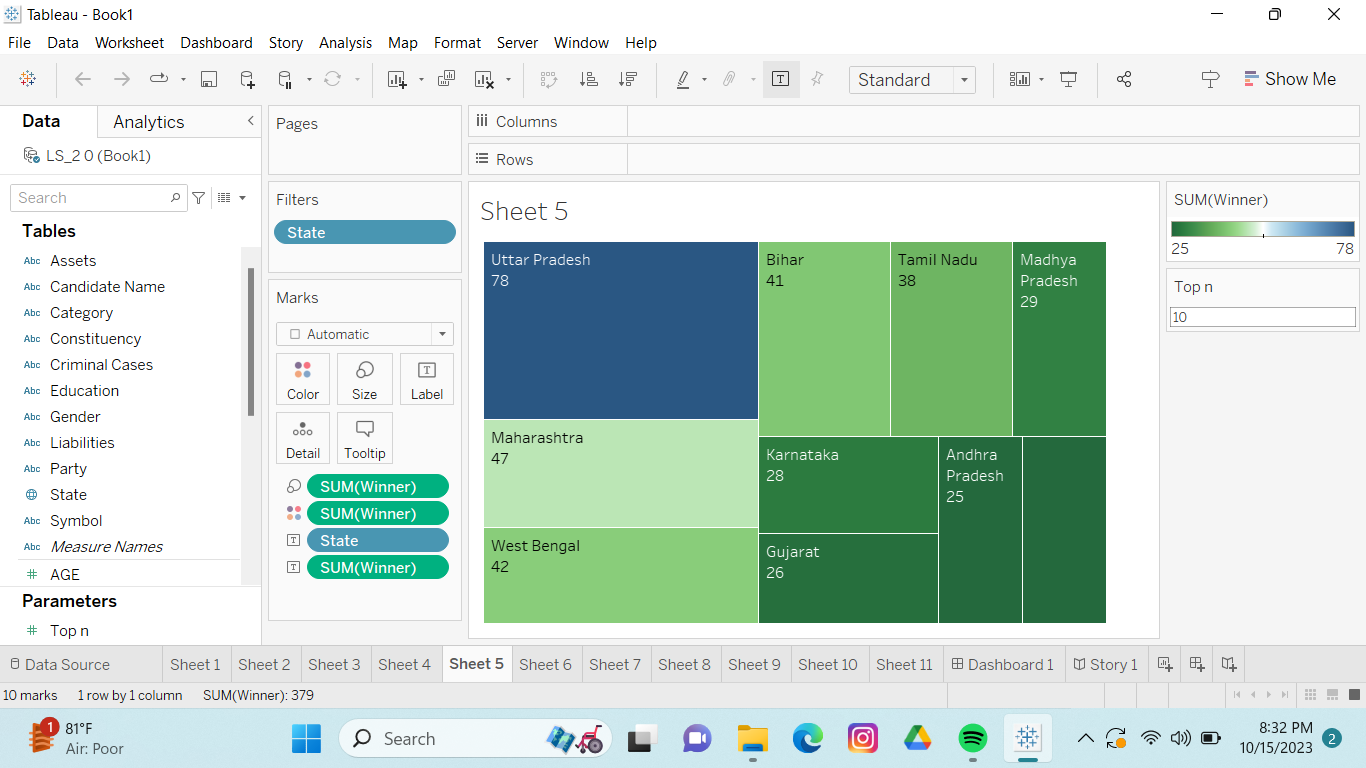 Tableau - Book1
File Data Worksheet Dashboard Story Analysis Map Format Server Window Help
Standard
Show Me
Data Analytics
LS_2 0 (Book1)
Search
Tables
Abc Assets
Abc Candidate Name
Abc Category
Abc Constituency
Abc Criminal Cases
Abc Education
Abc Gender
Abc Liabilities
Abc Party
State
Abc Symbol
Abc Measure Names
# AGE
Parameters
# Top n
Pages
Filters
State
Marks
Automatic
Color Size Label
Detail Tooltip
SUM(Winner)
SUM(Winner)
State
SUM(Winner)
Columns
Rows
Sheet 5
Uttar Pradesh
78
Maharashtra
47
West Bengal
42
Bihar
41
Tamil Nadu
38
Madhya
Pradesh
29
Karnataka
28
Gujarat
26
Andhra
Pradesh
25
SUM(Winner)
25 78
Top n
10
Data Source Sheet 1 Sheet 2 Sheet 3 Sheet 4 Sheet 5 Sheet 6 Sheet 7 Sheet 8 Sheet 9 Sheet 10 Sheet 11 Dashboard 1 Story 1
10 marks 1 row by 1 column SUM(Winner): 379
1
81°F
Air: Poor
Search
8:32 PM
10/15/2023
2